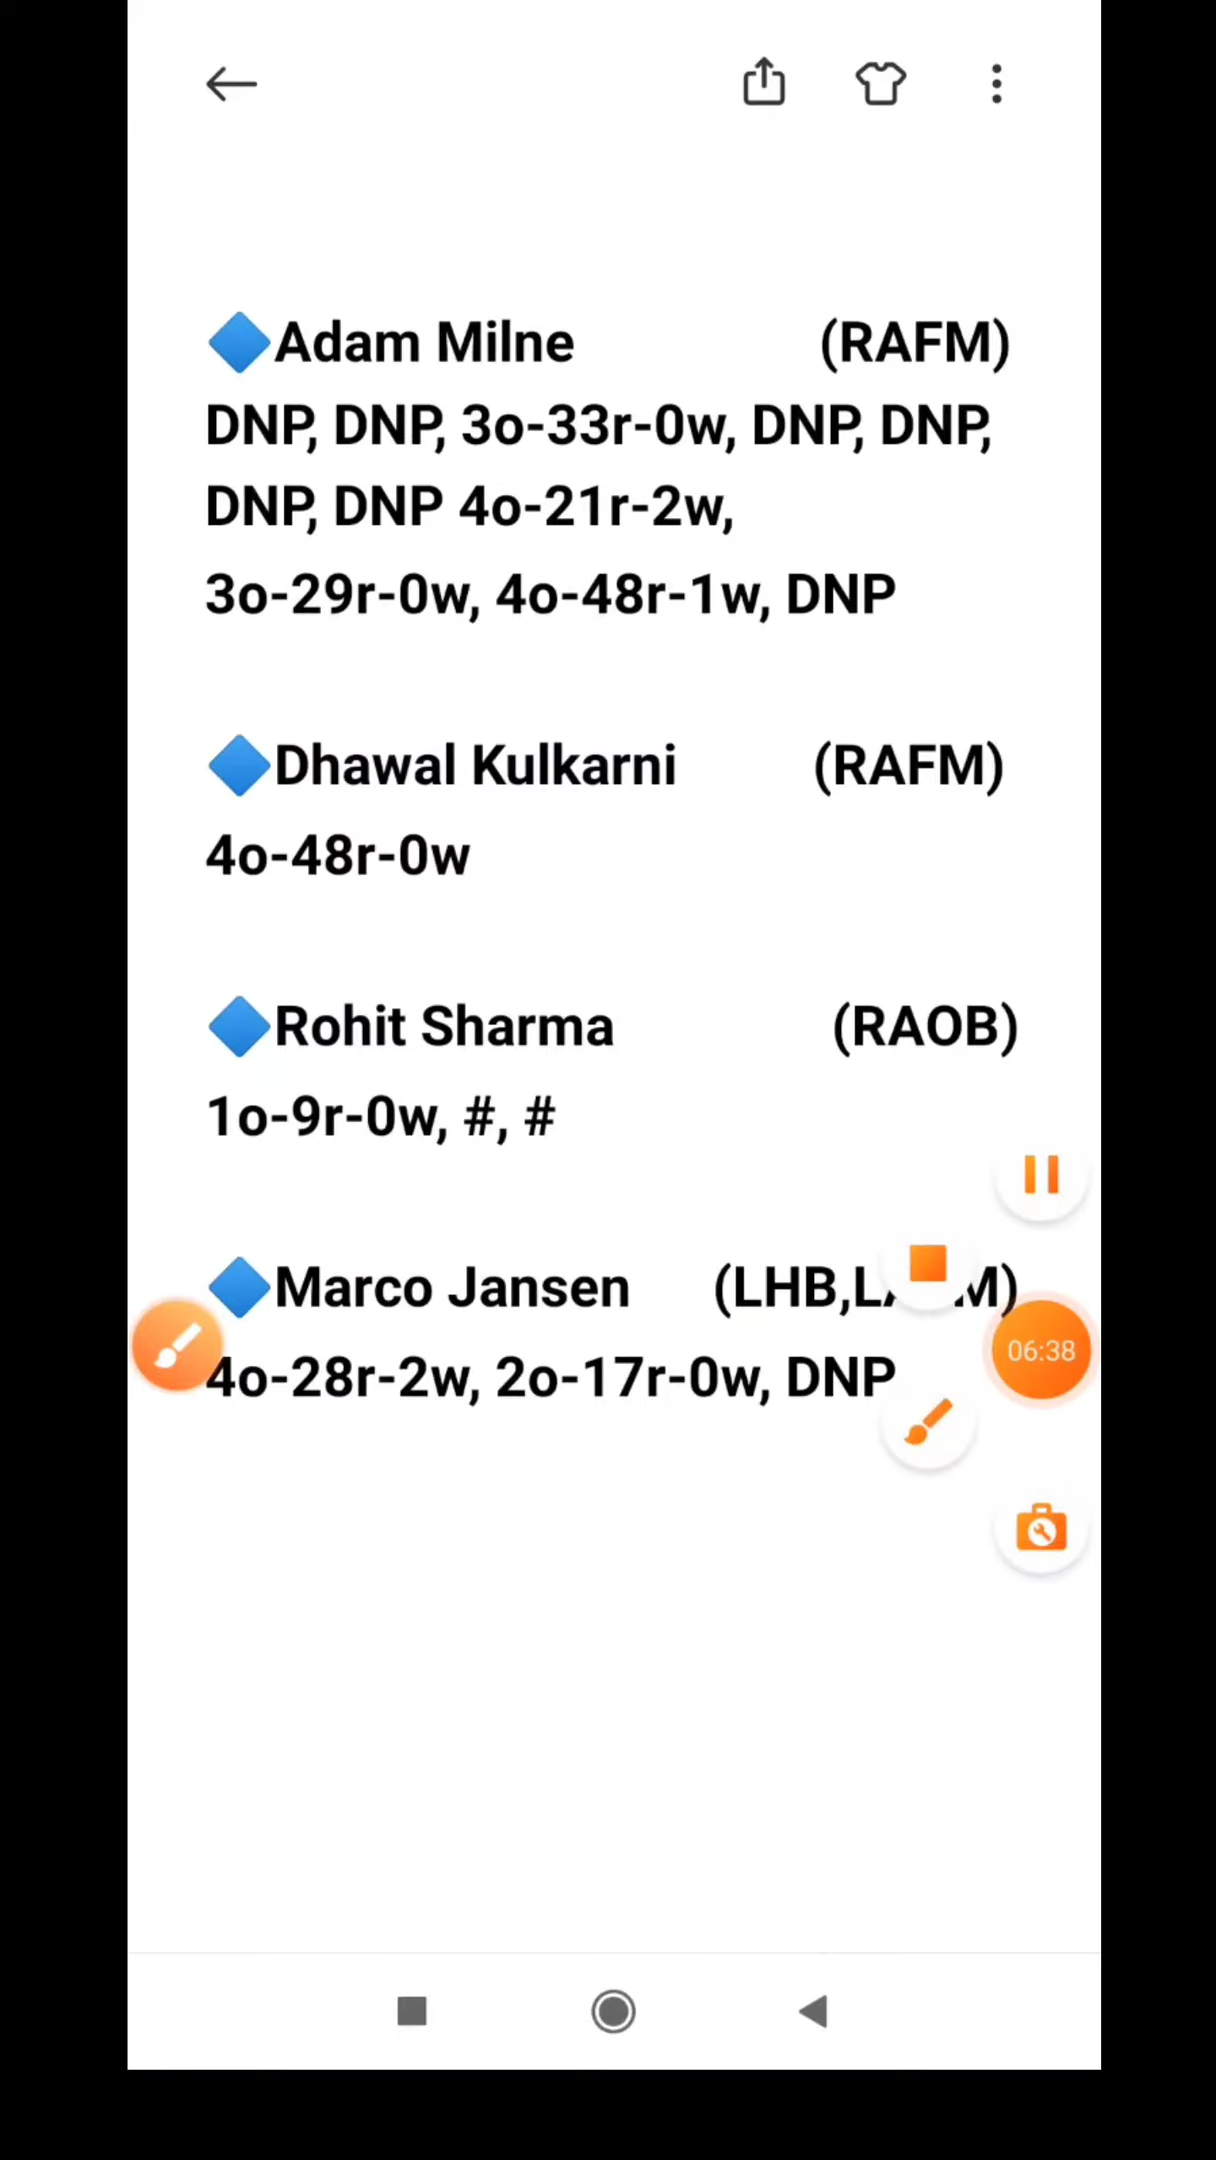 Adam Milne (RAFM)
DNP, DNP, 3o-33r-0w, DNP, DNP,
DNP, DNP 4o-21r-2w,
3o-29r-0w, 4o-48r-1w, DNP
Dhawal Kulkarni (RAFM)
4o-48r-0w
Rohit Sharma (RAOB)
1o-9r-0w, #, #
Marco Jansen (LHB,
4o-28r-2w, 2o-17r-0w, DNP
06:38